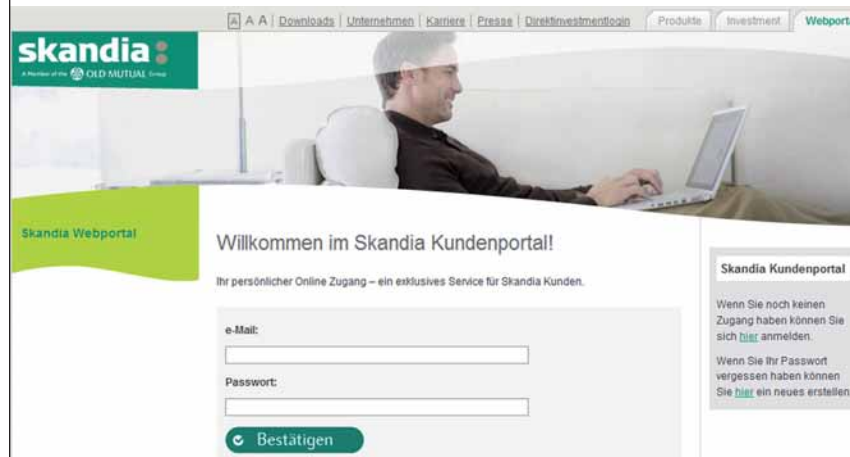 A A A | Downloads | Unternehmen | Karriere | Presse | Direktinvestmentlogin Produkte Investment
skandia:
A Member of the OLD MUTUAL Group
Skandia Webportal
Willkommen im Skandia Kundenportal!
Ihr persönlicher Online Zugang – ein exklusives Service für Skandia Kunden.
e-Mail:
Passwort:
Bestätigen
Skandia Kundenportal
Wenn Sie noch keinen
Zugang haben können Sie
sich hier anmelden.
Wenn Sie Ihr Passwort
vergessen haben können
Sie hier ein neues erstellen